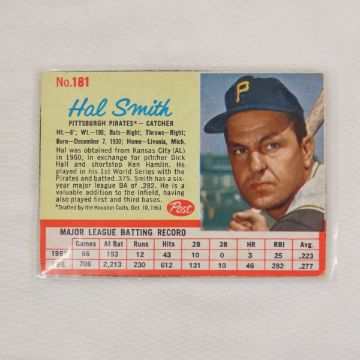 No.181
Hal Smith
PITTSBURGH PIRATES* — CATCHER
Ht.—6'; Wt.—195; Bats—Right; Throws—Right;
Born—December 7, 1930; Home—Livonia, Mich.
Hal was obtained from Kansas City (AL)
in 1960, in exchange for pitcher Dick
Hall and shortstop Ken Hamlin. He
played in his 1st World Series with the
Pirates and batted .375. Smith has a six-
year major league BA of .282. He is a
valuable addition to the infield, having
also played first and third bases.
*Drafted by the Houston Colts, Oct. 10, 1961
Post
P
MAJOR LEAGUE BATTING RECORD
Games At Bat Runs Hits 2B 3B HR RBI Avg.
1961 66 193 12 43 10 0 3 25 .223
LIFE 706 2,213 230 612 131 10 46 282 .277